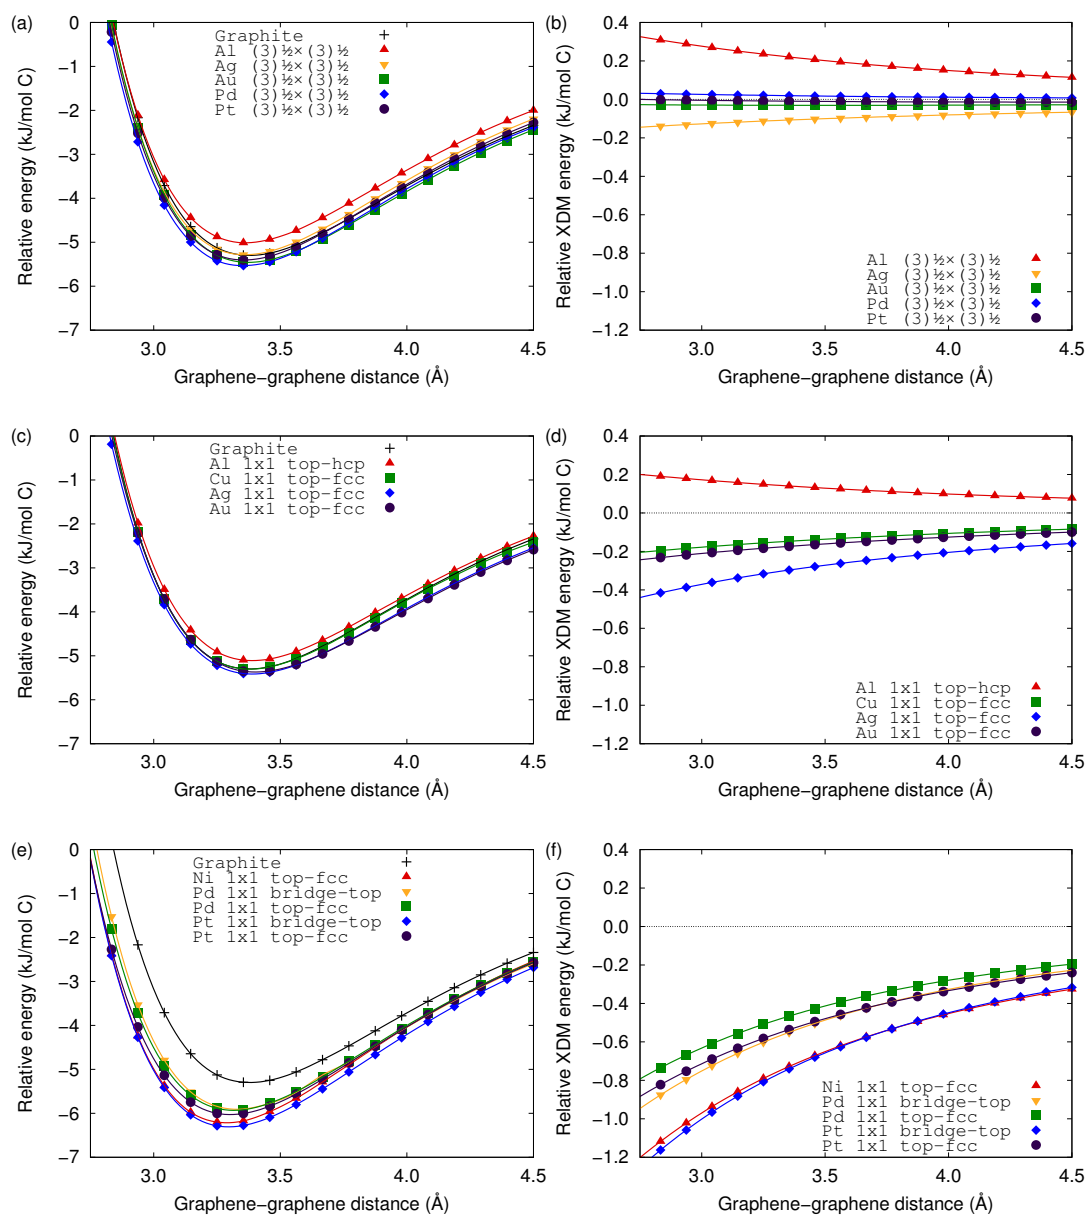 (a)
Relative energy (kJ/mol C)
0
−1
−2
−3
−4
−5
−6
−7
Graphite
Al (3)½×(3)½
Ag (3)½×(3)½
Au (3)½×(3)½
Pd (3)½×(3)½
Pt (3)½×(3)½
3.0 3.5 4.0 4.5
Graphene−graphene distance (Å)
(b)
Relative XDM energy (kJ/mol C)
0.4
0.2
0.0
−0.2
−0.4
−0.6
−0.8
−1.0
−1.2
Al (3)½×(3)½
Ag (3)½×(3)½
Au (3)½×(3)½
Pd (3)½×(3)½
Pt (3)½×(3)½
3.0 3.5 4.0 4.5
Graphene−graphene distance (Å)
(c)
Relative energy (kJ/mol C)
0
−1
−2
−3
−4
−5
−6
−7
Graphite
Al 1x1 top−hcp
Cu 1x1 top−fcc
Ag 1x1 top−fcc
Au 1x1 top−fcc
3.0 3.5 4.0 4.5
Graphene−graphene distance (Å)
(d)
Relative XDM energy (kJ/mol C)
0.4
0.2
0.0
−0.2
−0.4
−0.6
−0.8
−1.0
−1.2
Al 1x1 top−hcp
Cu 1x1 top−fcc
Ag 1x1 top−fcc
Au 1x1 top−fcc
3.0 3.5 4.0 4.5
Graphene−graphene distance (Å)
(e)
Relative energy (kJ/mol C)
0
−1
−2
−3
−4
−5
−6
−7
Graphite
Ni 1x1 top−fcc
Pd 1x1 bridge−top
Pd 1x1 top−fcc
Pt 1x1 bridge−top
Pt 1x1 top−fcc
3.0 3.5 4.0 4.5
Graphene−graphene distance (Å)
(f)
Relative XDM energy (kJ/mol C)
0.4
0.2
0.0
−0.2
−0.4
−0.6
−0.8
−1.0
−1.2
Ni 1x1 top−fcc
Pd 1x1 bridge−top
Pd 1x1 top−fcc
Pt 1x1 bridge−top
Pt 1x1 top−fcc
3.0 3.5 4.0 4.5
Graphene−graphene distance (Å)